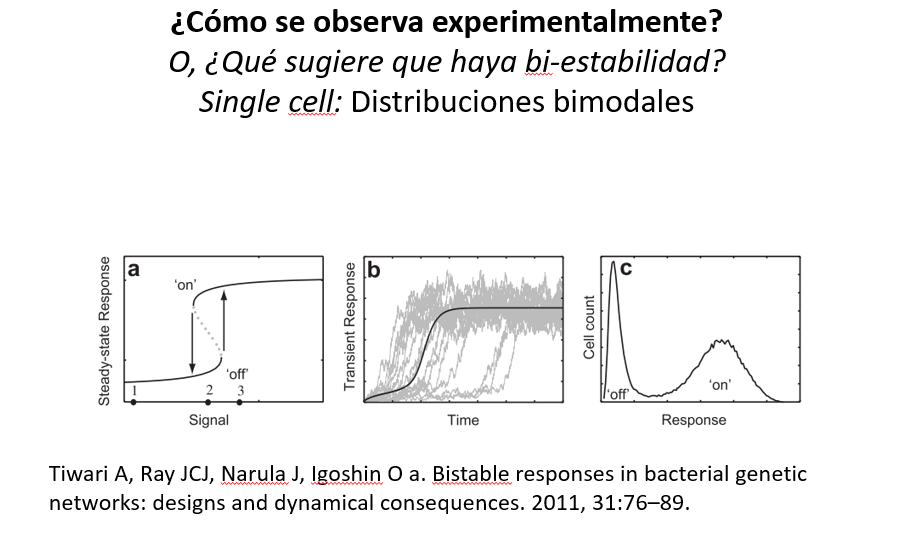 ¿Cómo se observa experimentalmente?
O, ¿Qué sugiere que haya bi-estabilidad?
Single cell: Distribuciones bimodales
a
Steady-state Response
'on'
'off'
1 2 3
Signal
b
Transient Response
Time
c
Cell count
'off'
'on'
Response
Tiwari A, Ray JCJ, Narula J, Igoshin O a. Bistable responses in bacterial genetic
networks: designs and dynamical consequences. 2011, 31:76–89.